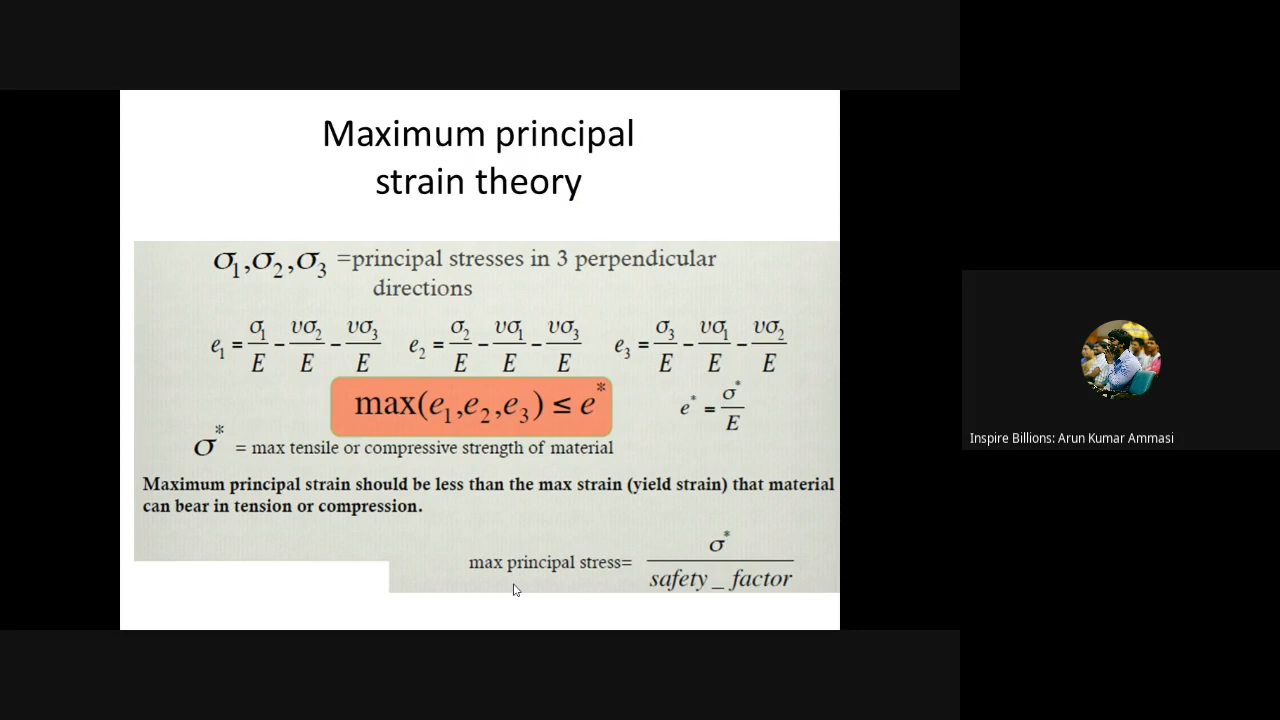 Maximum principal
strain theory
σ₁,σ₂,σ₃ =principal stresses in 3 perpendicular
directions
e₁ = σ₁/E − υσ₂/E − υσ₃/E e₂ = σ₂/E − υσ₁/E − υσ₃/E e₃ = σ₃/E − υσ₁/E − υσ₂/E
max(e₁,e₂,e₃) ≤ e* e* = σ*/E
σ* = max tensile or compressive strength of material
Maximum principal strain should be less than the max strain (yield strain) that material
can bear in tension or compression.
max principal stress= σ*/safety_factor
Inspire Billions: Arun Kumar Ammasi